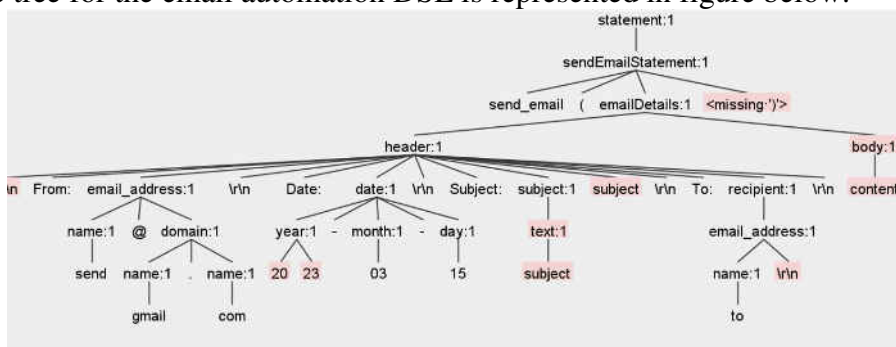 tree for the email automation DSL is represented in figure below.
statement:1
sendEmailStatement:1
send_email ( emailDetails:1 <missing ')'>
header:1 body:1
From: email_address:1 \r\n Date: date:1 \r\n Subject: subject:1 subject \r\n To: recipient:1 \r\n content
name:1 @ domain:1 year:1 - month:1 - day:1 text:1 email_address:1
send name:1 . name:1 20 23 03 15 subject name:1 \r\n
gmail com to